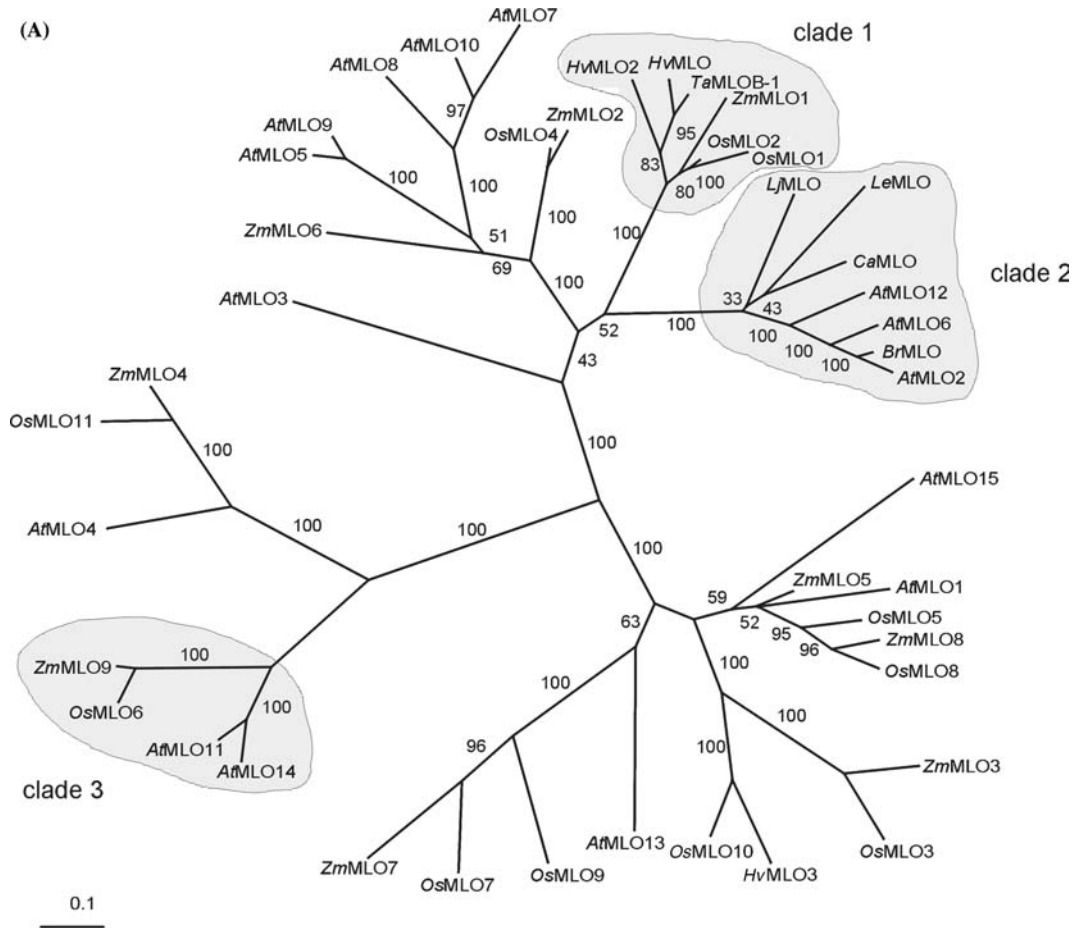 (A)
AtMLO7
clade 1
AtMLO10
HvMLO
AtMLO8
HvMLO2
TaMLOB-1
ZmMLO1
97
ZmMLO2
AtMLO9
OsMLO4
95
OsMLO2
AtMLO5
OsMLO1
83
100
100
80
100
LjMLO
LeMLO
100
100
ZmMLO6
51
100
69
CaMLO
clade 2
100
AtMLO3
33
43
AtMLO12
52
100
AtMLO6
100
100
BrMLO
43
100
AtMLO2
ZmMLO4
OsMLO11
100
100
AtMLO15
AtMLO4
100
100
100
ZmMLO5
AtMLO1
59
OsMLO5
63
52
95
ZmMLO8
96
OsMLO8
100
ZmMLO9
100
OsMLO6
100
100
100
AtMLO11
96
100
AtMLO14
ZmMLO3
clade 3
AtMLO13
OsMLO10
OsMLO3
ZmMLO7
OsMLO9
HvMLO3
OsMLO7
0.1